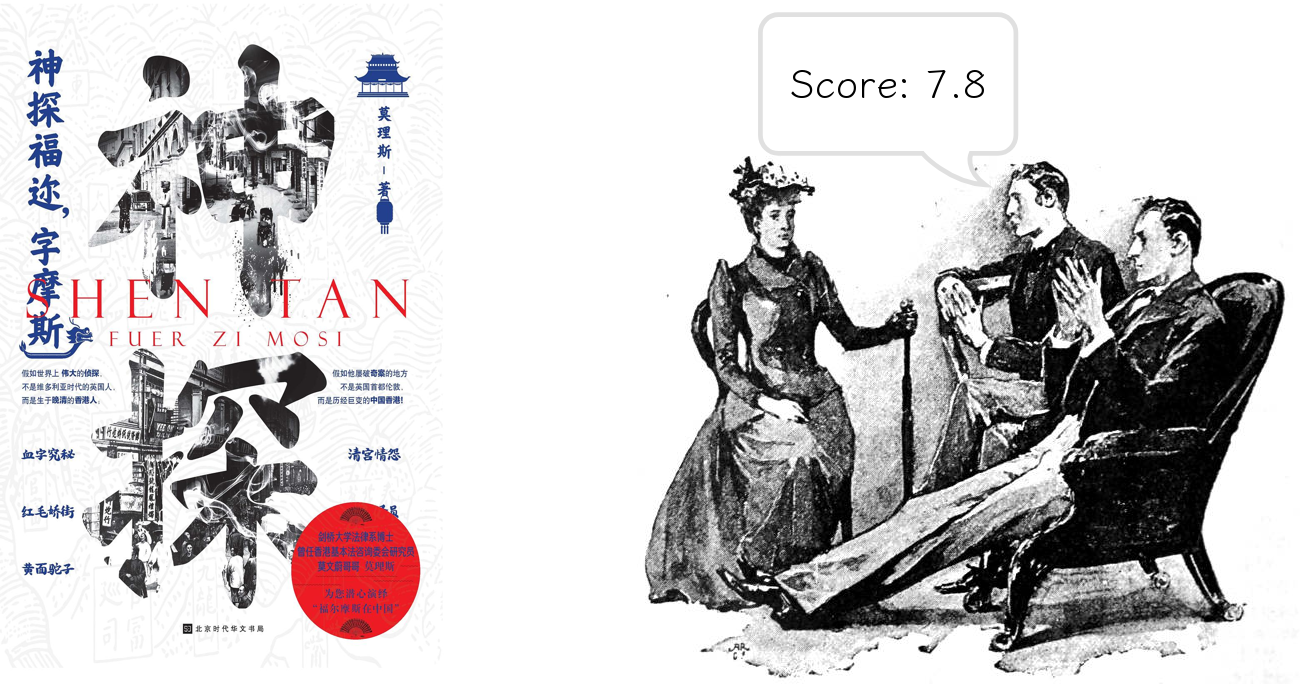 神探福迩，字摩斯
神探
莫理斯－著
SHEN TAN
FUER ZI MOSI
假如世界上 伟大的侦探，
不是维多利亚时代的英国人，
而是生于晚清的香港人；
假如他屡破奇案的地方
不是英国首都伦敦，
而是历经巨变的中国香港！
血字究秘
红毛娇街
黄面驼子
清宫情怨
剑桥大学法律系博士
曾任香港基本法咨询委会研究员
莫文蔚哥哥 莫理斯
为您潜心演绎
“福尔摩斯在中国”
北京时代华文书局
Score: 7.8